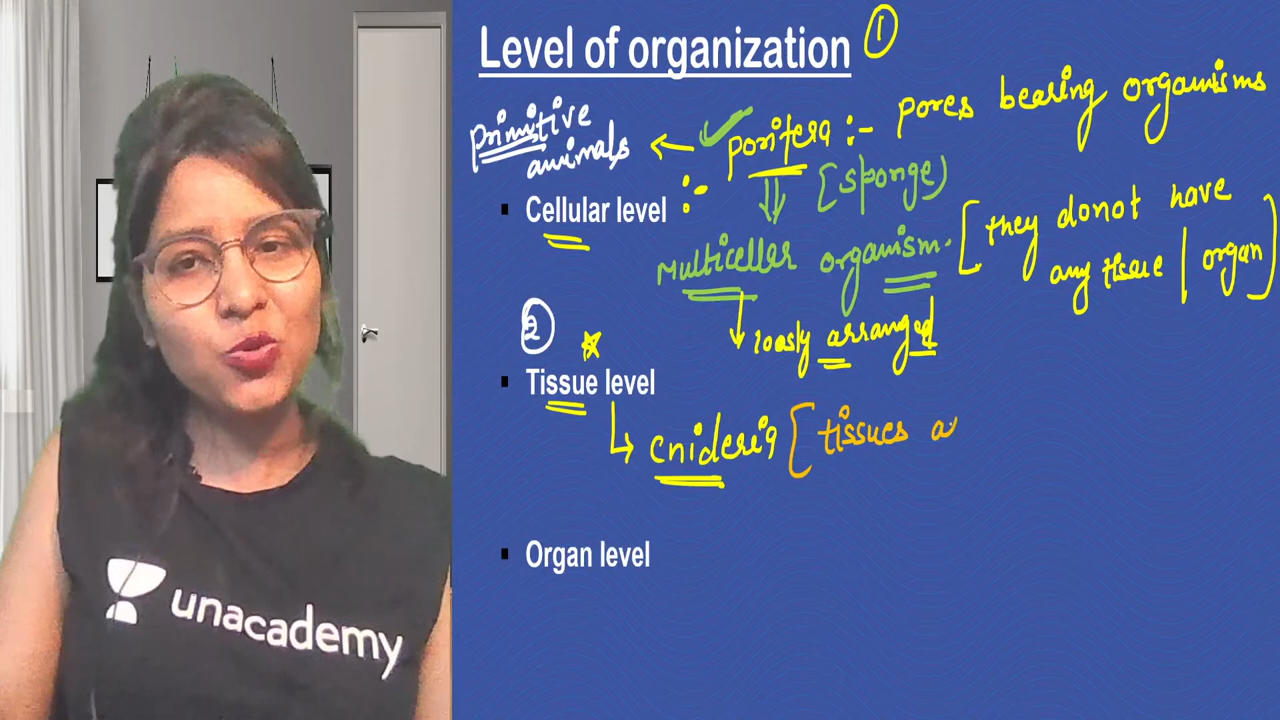 Level of organization ①
primitive animals ← porifera :- pores bearing organisms
[sponge)
▪ Cellular level :-
Multiceller organism. [they donot have any tissue | organ]
loasly arranged
②
▪ Tissue level
↳ cnideria [tissues a
▪ Organ level
unacademy